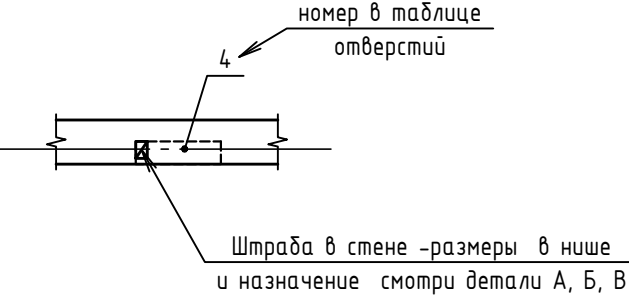 номер в таблице
отверстий
4
Штраба в стене -размеры в нише
и назначение смотри детали А, Б, В